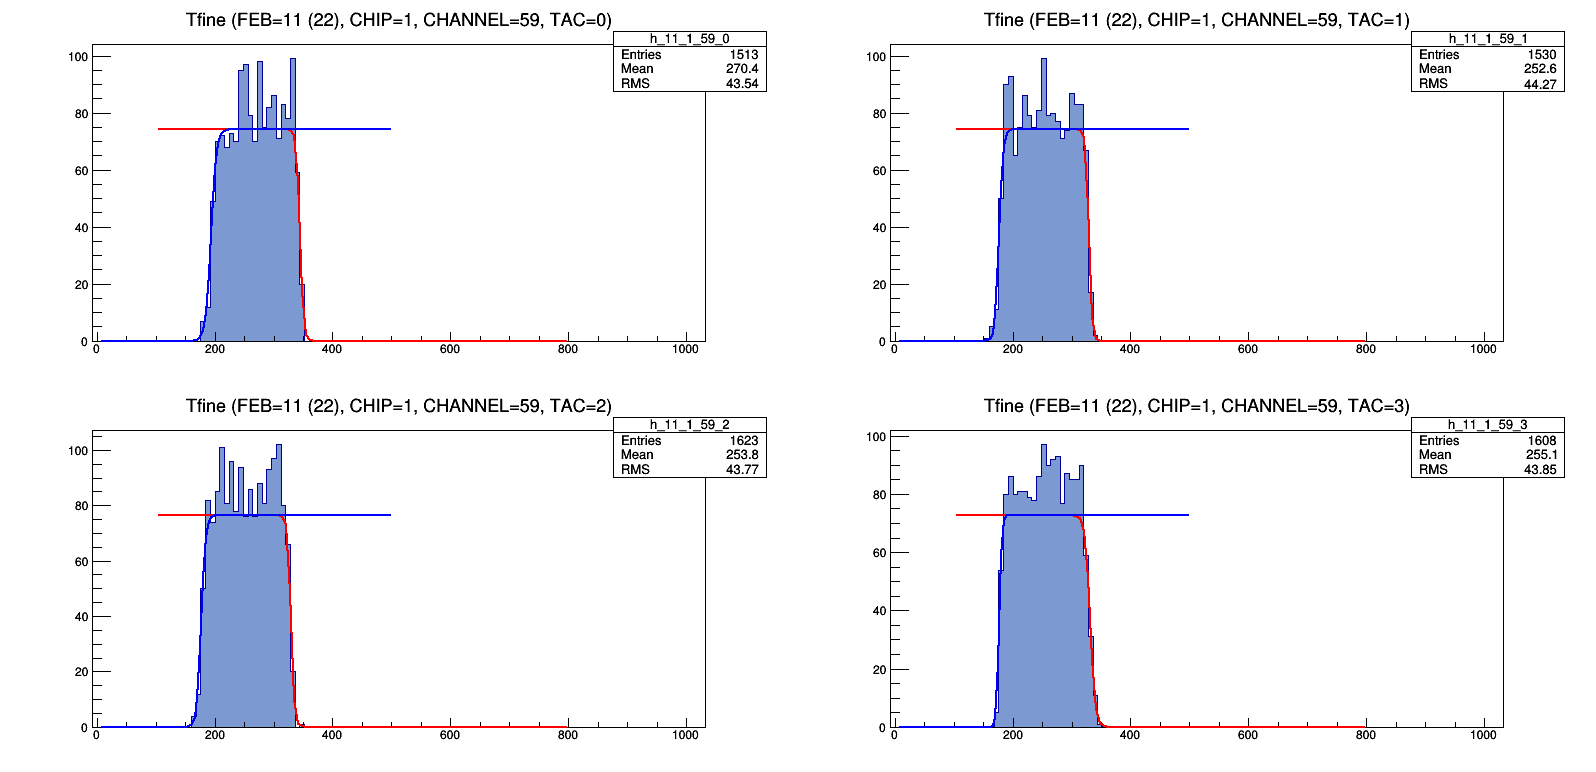 Tfine (FEB=11 (22), CHIP=1, CHANNEL=59, TAC=0)
h_11_1_59_0
Entries 1513
Mean 270.4
RMS 43.54
100
80
60
40
20
0
0 200 400 600 800 1000
Tfine (FEB=11 (22), CHIP=1, CHANNEL=59, TAC=1)
h_11_1_59_1
Entries 1530
Mean 252.6
RMS 44.27
100
80
60
40
20
0
0 200 400 600 800 1000
Tfine (FEB=11 (22), CHIP=1, CHANNEL=59, TAC=2)
h_11_1_59_2
Entries 1623
Mean 253.8
RMS 43.77
100
80
60
40
20
0
0 200 400 600 800 1000
Tfine (FEB=11 (22), CHIP=1, CHANNEL=59, TAC=3)
h_11_1_59_3
Entries 1608
Mean 255.1
RMS 43.85
100
80
60
40
20
0
0 200 400 600 800 1000